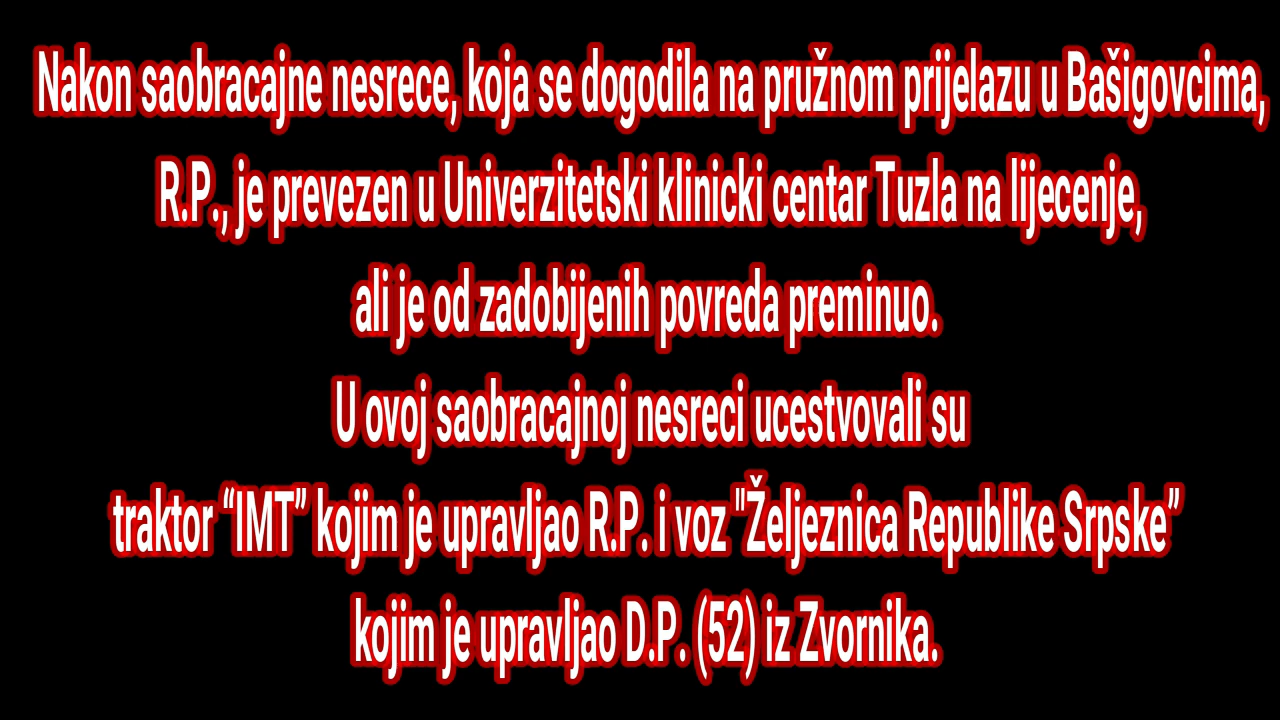 Nakon saobracajne nesrece, koja se dogodila na pružnom prijelazu u Bašigovcima,
R.P., je prevezen u Univerzitetski klinicki centar Tuzla na lijecenje,
ali je od zadobijenih povreda preminuo.
U ovoj saobracajnoj nesreci ucestvovali su
traktor “IMT” kojim je upravljao R.P. i voz "Željeznica Republike Srpske”
kojim je upravljao D.P. (52) iz Zvornika.